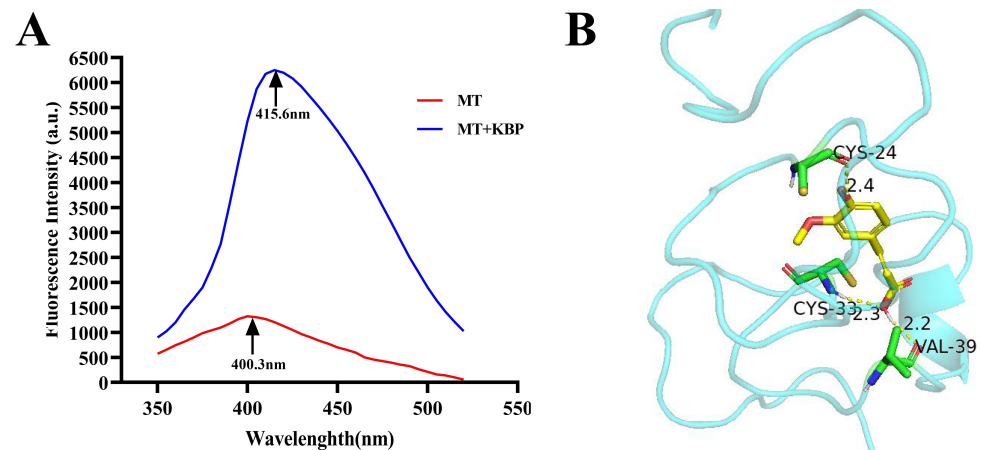 A
Fluorescence Intensity (a.u.)
6500
6000
5500
5000
4500
4000
3500
3000
2500
2000
1500
1000
500
0
350
400
450
500
550
Wavelenghth(nm)
415.6nm
400.3nm
MT
MT+KBP
B
CYS-24
2.4
CYS-33
2.3
2.2
VAL-39